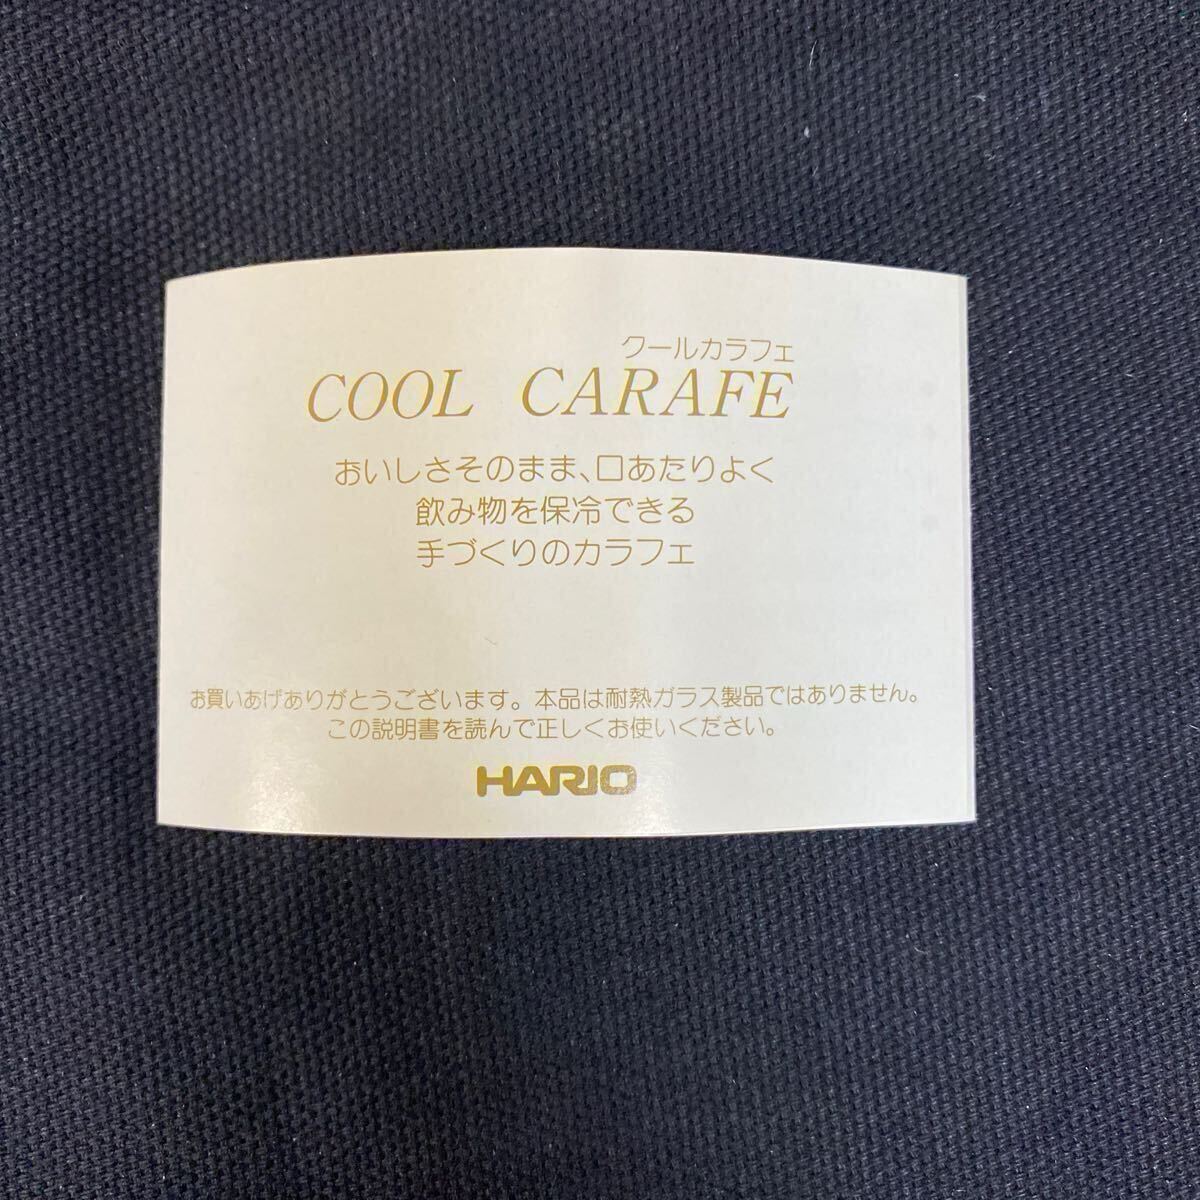 クールカラフェ
COOL CARAFE
おいしさそのまま、口あたりよく
飲み物を保冷できる
手づくりのカラフェ
お買いあげありがとうございます。本品は耐熱ガラス製品ではありません。
この説明書を読んで正しくお使いください。
HARIO